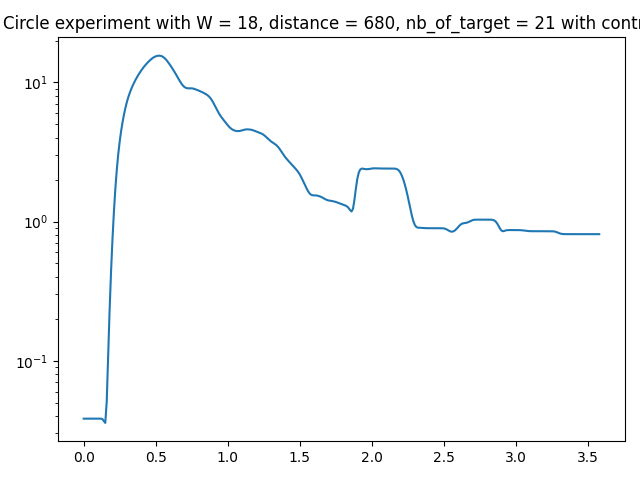 Circle experiment with W = 18, distance = 680, nb_of_target = 21 with
10¹
10⁰
10⁻¹
0.0 0.5 1.0 1.5 2.0 2.5 3.0 3.5